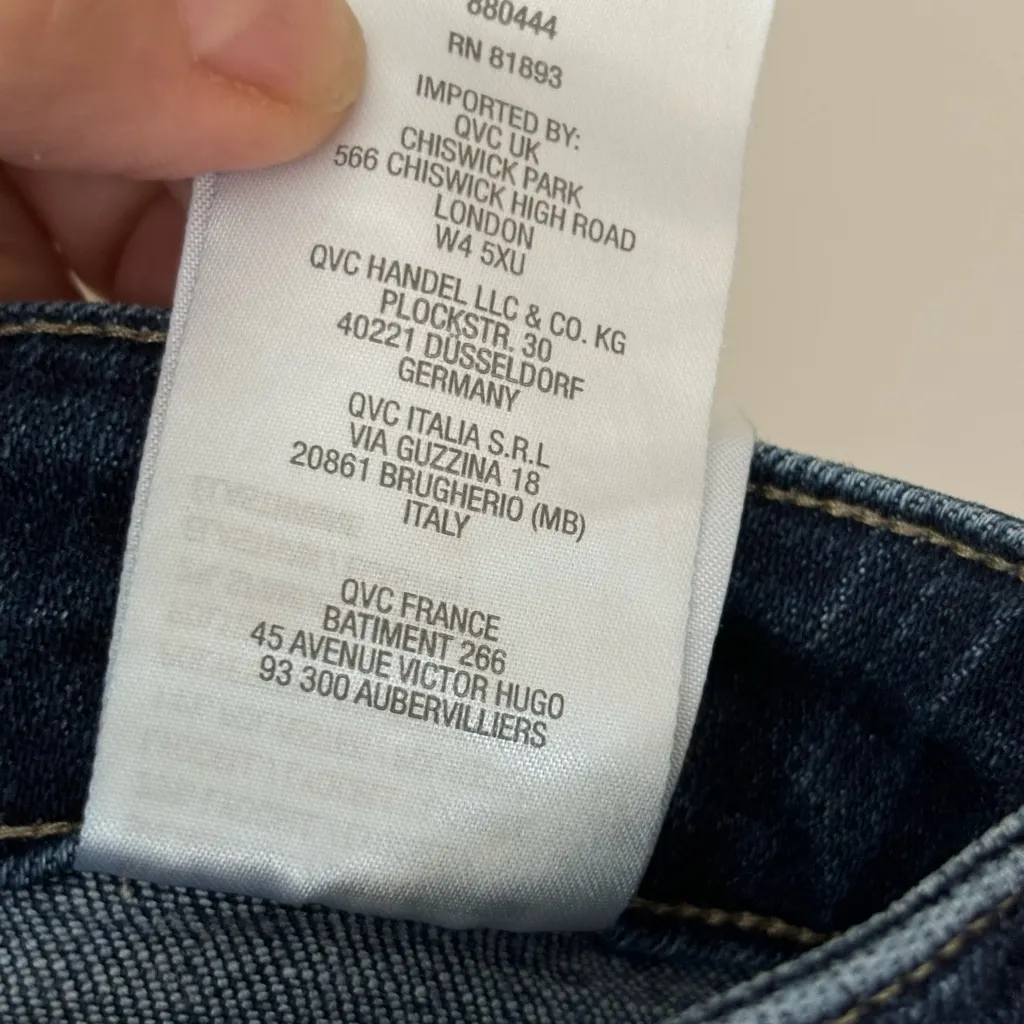 880444
RN 81893
IMPORTED BY:
QVC UK
CHISWICK PARK
566 CHISWICK HIGH ROAD
LONDON
W4 5XU
QVC HANDEL LLC & CO. KG
PLOCKSTR. 30
40221 DÜSSELDORF
GERMANY
QVC ITALIA S.R.L
VIA GUZZINA 18
20861 BRUGHERIO (MB)
ITALY
QVC FRANCE
BATIMENT 266
45 AVENUE VICTOR HUGO
93 300 AUBERVILLIERS